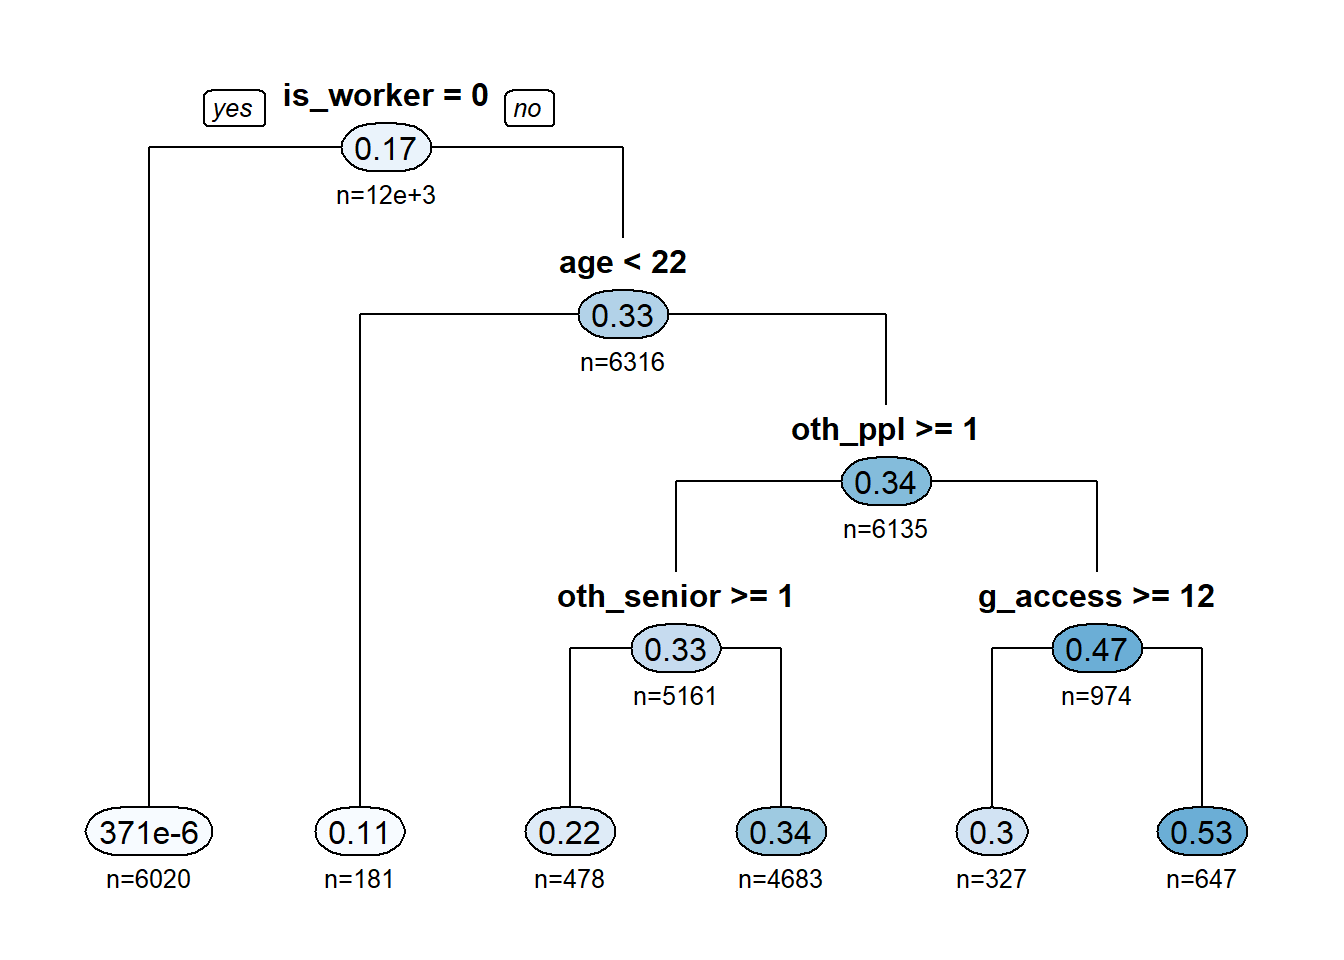 yes is_worker = 0 no
0.17
n=12e+3
age < 22
0.33
n=6316
oth_ppl >= 1
0.34
n=6135
oth_senior >= 1 g_access >= 12
0.33 0.47
n=5161 n=974
371e-6 0.11 0.22 0.34 0.3 0.53
n=6020 n=181 n=478 n=4683 n=327 n=647